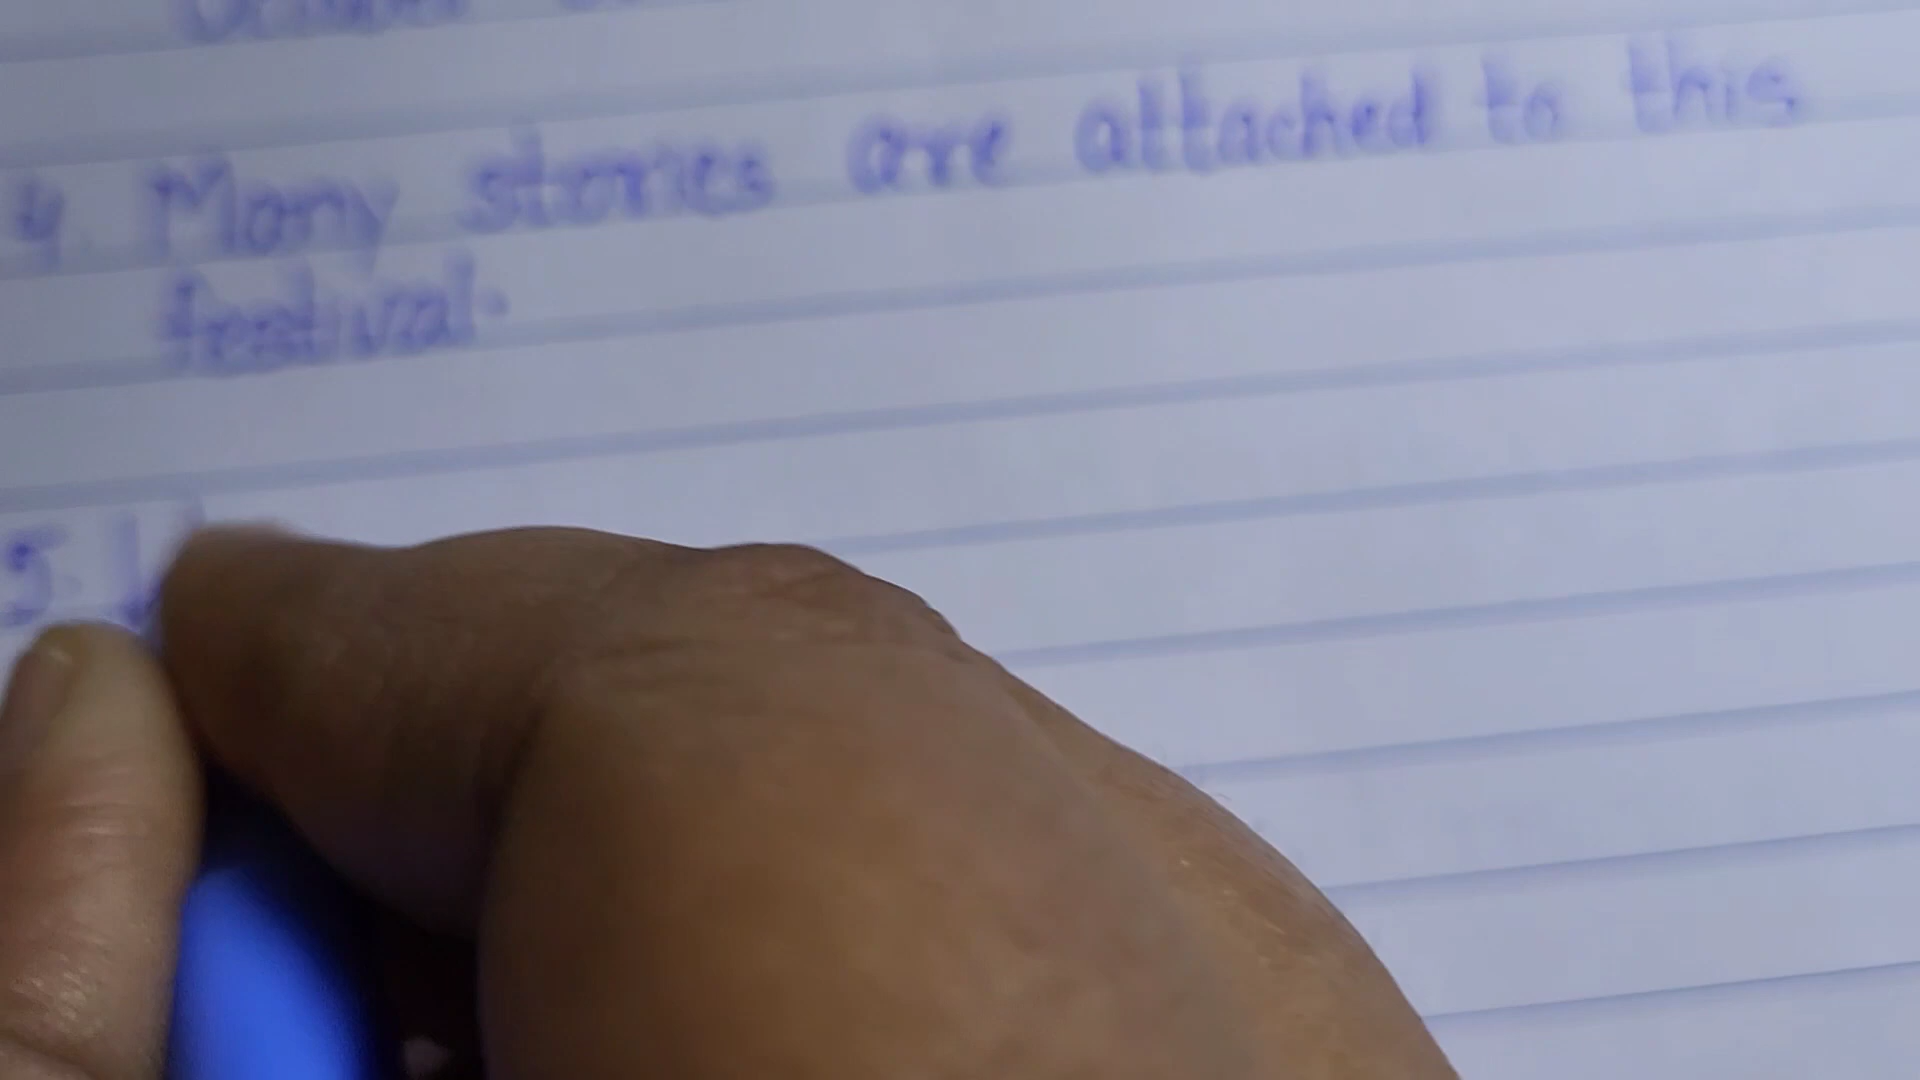 4 Many stories are attached to this
festival.
5.